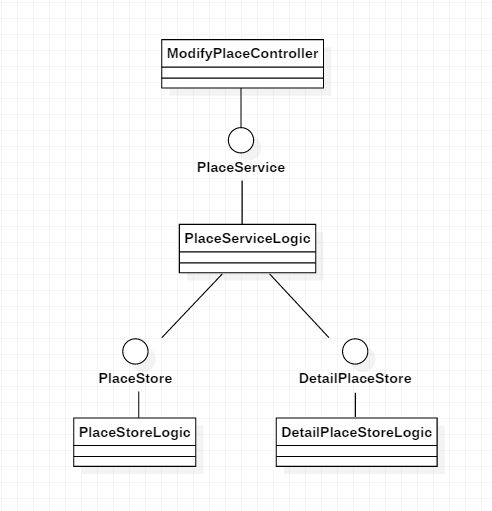 ModifyPlaceController
PlaceService
PlaceServiceLogic
PlaceStore
DetailPlaceStore
PlaceStoreLogic
DetailPlaceStoreLogic